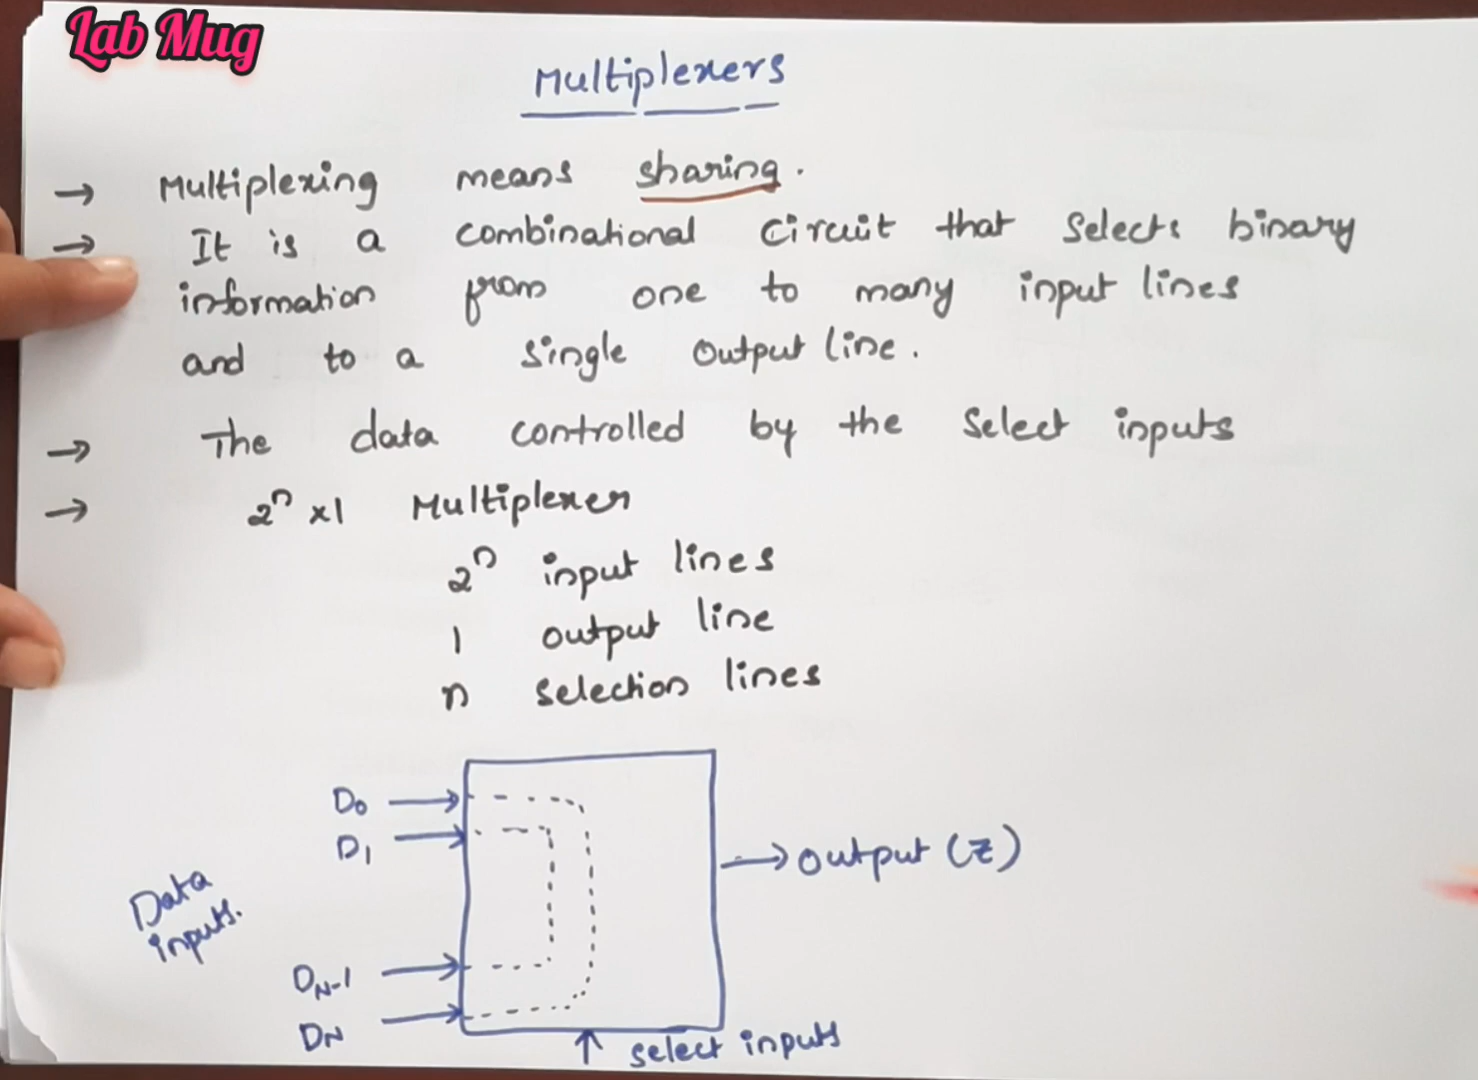 Lab Mug
Multiplexers
→ Multiplexing means sharing.
→ It is a combinational circuit that selects binary
information from one to many input lines
and to a single output line.
→ The data controlled by the select inputs
→ 2ⁿ x1 Multiplexer
2ⁿ input lines
1 output line
n selection lines
D₀
D₁
Output (Z)
Data
inputs.
D_N-1
D_N
select inputs